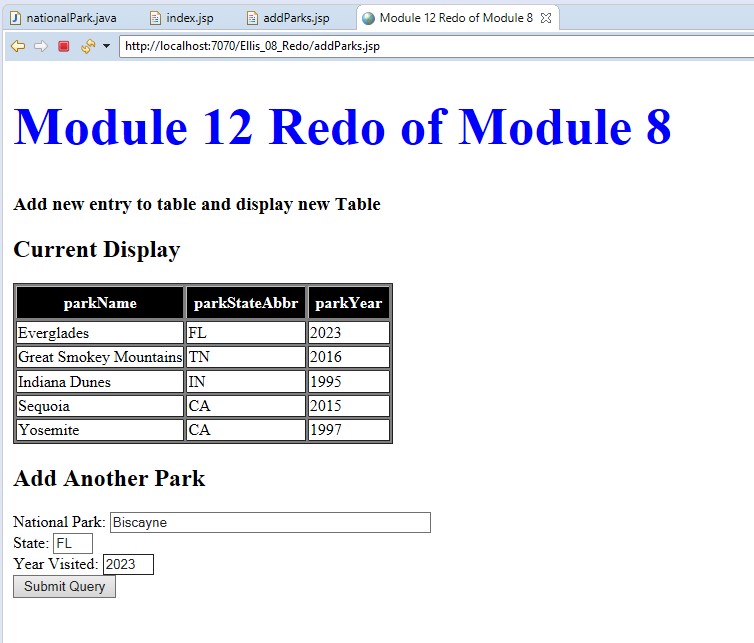 nationalPark.java index.jsp addParks.jsp Module 12 Redo of Module 8
http://localhost:7070/Ellis_08_Redo/addParks.jsp
Module 12 Redo of Module 8
Add new entry to table and display new Table
Current Display
parkName parkStateAbbr parkYear
Everglades FL 2023
Great Smokey Mountains TN 2016
Indiana Dunes IN 1995
Sequoia CA 2015
Yosemite CA 1997
Add Another Park
National Park: Biscayne
State: FL
Year Visited: 2023
Submit Query